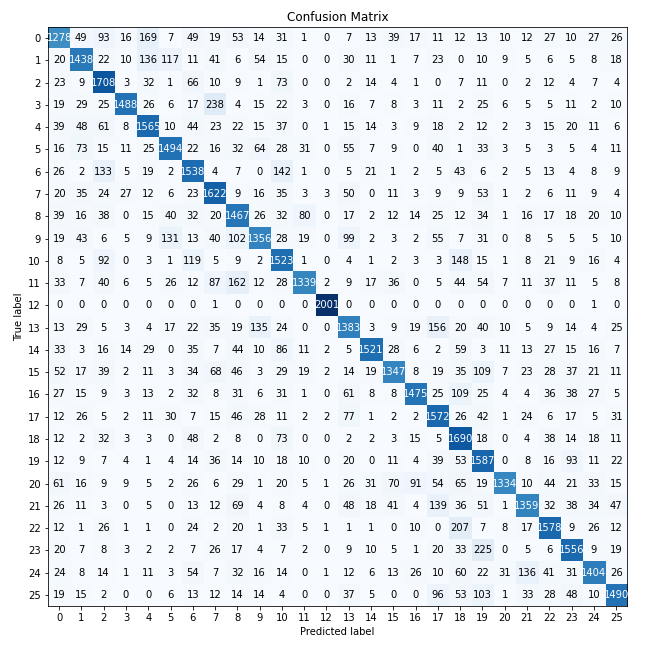 Confusion Matrix
0 1278 49 93 16 169 7 49 19 53 14 31 1 0 7 13 39 17 11 12 13 12 27 10 10 27 26
1 20 1438 22 10 136 117 11 41 6 54 15 0 0 30 11 1 7 23 0 10 9 5 6 5 8 18
2 23 9 1708 3 32 1 66 10 9 1 73 0 0 2 14 4 1 0 7 11 0 2 12 4 7 4
3 19 29 25 1488 26 6 17 238 4 15 22 3 0 16 7 8 3 11 2 25 6 5 5 11 2 10
4 39 48 61 8 1565 10 44 23 22 15 37 0 1 15 14 3 9 18 2 12 2 3 15 20 11 6
5 16 73 15 11 25 1494 22 16 32 64 28 31 0 55 7 9 0 40 1 33 3 5 3 5 4 11
6 26 2 133 5 19 2 1538 4 7 0 142 1 0 5 21 1 2 5 43 6 2 5 13 4 8 9
7 20 35 24 27 12 6 23 1622 9 16 35 3 3 50 0 11 3 9 9 53 1 2 6 11 9 4
8 39 16 38 0 15 40 32 20 1467 26 32 80 0 17 2 12 14 25 12 34 1 16 17 18 20 10
9 19 43 6 5 9 131 13 40 102 1356 28 19 0 99 2 3 2 55 7 31 0 8 5 5 5 10
10 8 5 92 0 3 1 119 5 9 2 1523 1 0 4 1 2 3 3 148 15 1 8 21 9 16 4
11 33 7 40 6 5 26 12 87 162 12 28 1339 2 9 17 36 0 5 44 54 7 11 37 11 5 8
12 0 0 0 0 0 0 0 1 0 0 0 0 2001 0 0 0 0 0 0 0 0 0 0 0 1 0
13 13 29 5 3 4 17 22 35 19 135 24 0 0 1383 3 9 19 156 20 40 10 5 9 14 4 25
14 33 3 16 14 29 0 35 7 44 10 86 11 2 5 1521 28 6 2 59 3 11 13 27 15 16 7
15 52 17 39 2 11 3 34 68 46 3 29 19 2 14 19 1347 8 19 35 109 7 23 28 37 21 11
16 27 15 9 1 13 2 32 8 31 6 31 1 0 61 8 8 1475 25 109 25 4 4 36 38 27 5
17 12 26 5 2 11 30 7 15 46 28 11 2 2 77 1 2 2 1572 26 42 1 24 6 17 5 31
18 12 2 32 3 3 0 48 2 8 0 73 0 0 2 2 3 15 5 1690 18 0 4 38 14 18 11
19 12 9 7 4 1 4 14 36 14 10 18 10 0 20 0 11 4 39 53 1587 0 8 16 93 11 22
20 61 16 9 9 5 2 26 6 29 1 20 5 1 26 31 70 91 54 65 19 1334 10 44 21 33 15
21 26 11 3 0 5 0 13 12 69 4 8 4 0 48 18 41 4 139 36 51 1 1359 32 38 34 47
22 12 1 26 1 1 0 24 2 20 1 33 5 1 1 1 0 10 0 207 7 8 17 1578 9 26 12
23 20 7 8 3 2 2 7 26 17 4 7 2 0 9 10 5 1 20 33 225 0 5 6 1556 9 19
24 24 8 14 1 11 3 54 7 32 16 14 0 1 12 6 13 26 10 60 22 31 136 41 31 1404 26
25 19 15 2 0 0 6 13 12 14 14 4 0 0 37 5 0 0 96 53 103 1 33 28 48 10 1490
0 1 2 3 4 5 6 7 8 9 10 11 12 13 14 15 16 17 18 19 20 21 22 23 24 25
True label
Predicted label